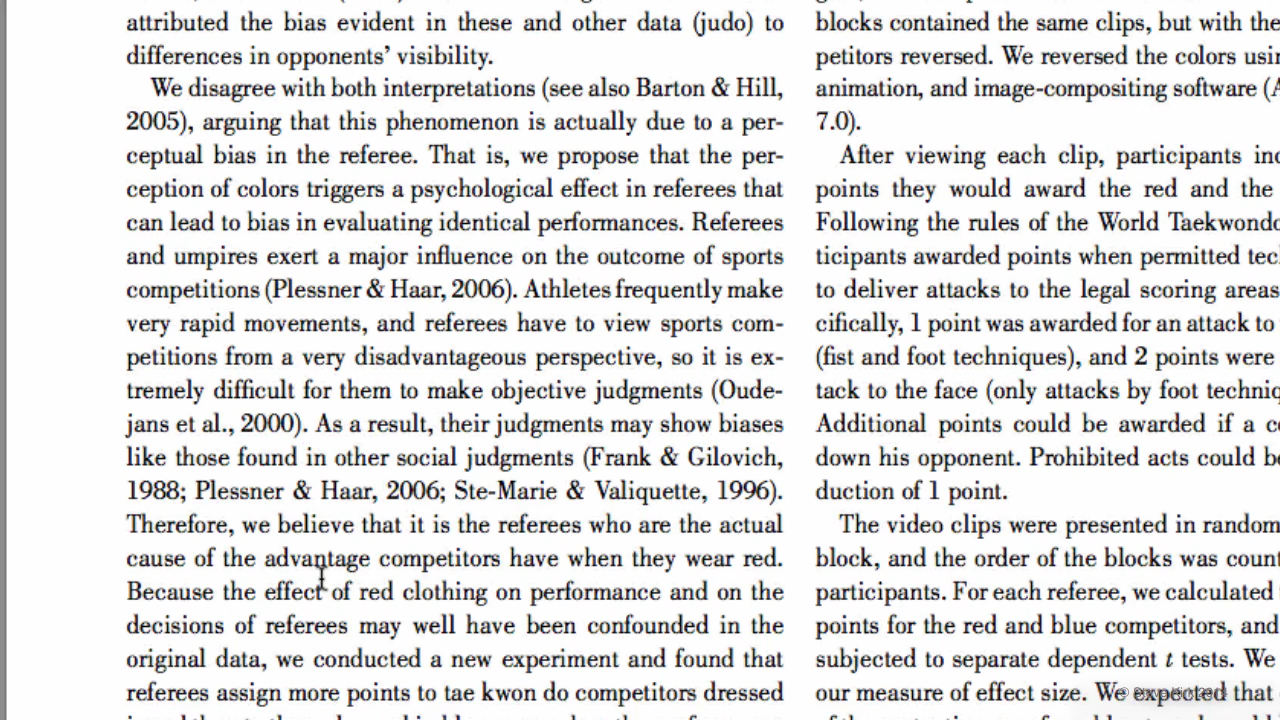 attributed the bias evident in these and other data (judo) to
differences in opponents’ visibility.
We disagree with both interpretations (see also Barton & Hill,
2005), arguing that this phenomenon is actually due to a per-
ceptual bias in the referee. That is, we propose that the per-
ception of colors triggers a psychological effect in referees that
can lead to bias in evaluating identical performances. Referees
and umpires exert a major influence on the outcome of sports
competitions (Plessner & Haar, 2006). Athletes frequently make
very rapid movements, and referees have to view sports com-
petitions from a very disadvantageous perspective, so it is ex-
tremely difficult for them to make objective judgments (Oude-
jans et al., 2000). As a result, their judgments may show biases
like those found in other social judgments (Frank & Gilovich,
1988; Plessner & Haar, 2006; Ste-Marie & Valiquette, 1996).
Therefore, we believe that it is the referees who are the actual
cause of the advantage competitors have when they wear red.
Because the effect of red clothing on performance and on the
decisions of referees may well have been confounded in the
original data, we conducted a new experiment and found that
referees assign more points to tae kwon do competitors dressed
blocks contained the same clips, but with the
petitors reversed. We reversed the colors usin
animation, and image-compositing software (A
7.0).
After viewing each clip, participants ind
points they would award the red and the
Following the rules of the World Taekwondo
ticipants awarded points when permitted tec
to deliver attacks to the legal scoring areas
cifically, 1 point was awarded for an attack to
(fist and foot techniques), and 2 points were
tack to the face (only attacks by foot techniq
Additional points could be awarded if a c
down his opponent. Prohibited acts could be
duction of 1 point.
The video clips were presented in random
block, and the order of the blocks was count
participants. For each referee, we calculated
points for the red and blue competitors, and
subjected to separate dependent t tests. We
our measure of effect size. We expected that